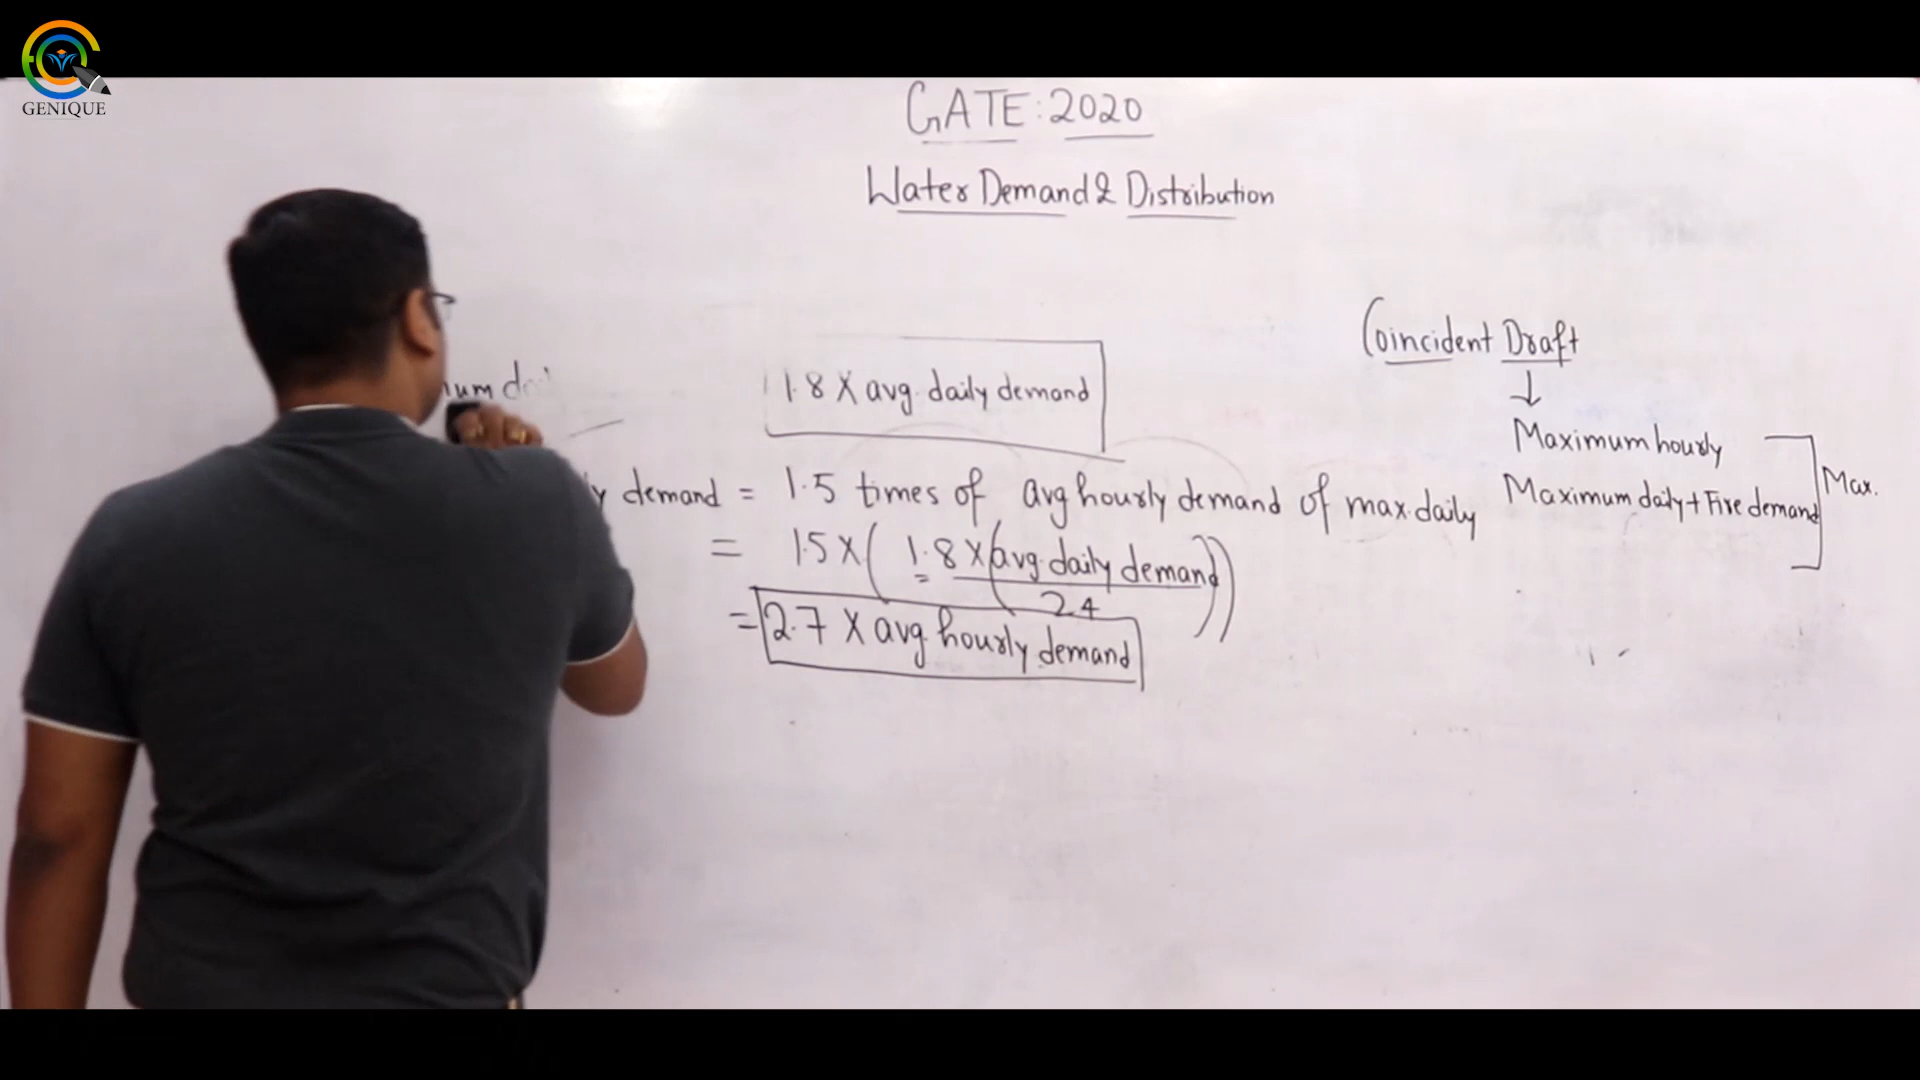 GENIQUE
GATE: 2020
Water Demand & Distribution
1.8 X avg. daily demand
demand = 1.5 times of avg hourly demand of max. daily
= 1.5 X ( 1.8 X (avg. daily demand / 24 ))
= 2.7 X avg. hourly demand
Coincident Draft
↓
Maximum hourly
Maximum daily + Fire demand
Max.